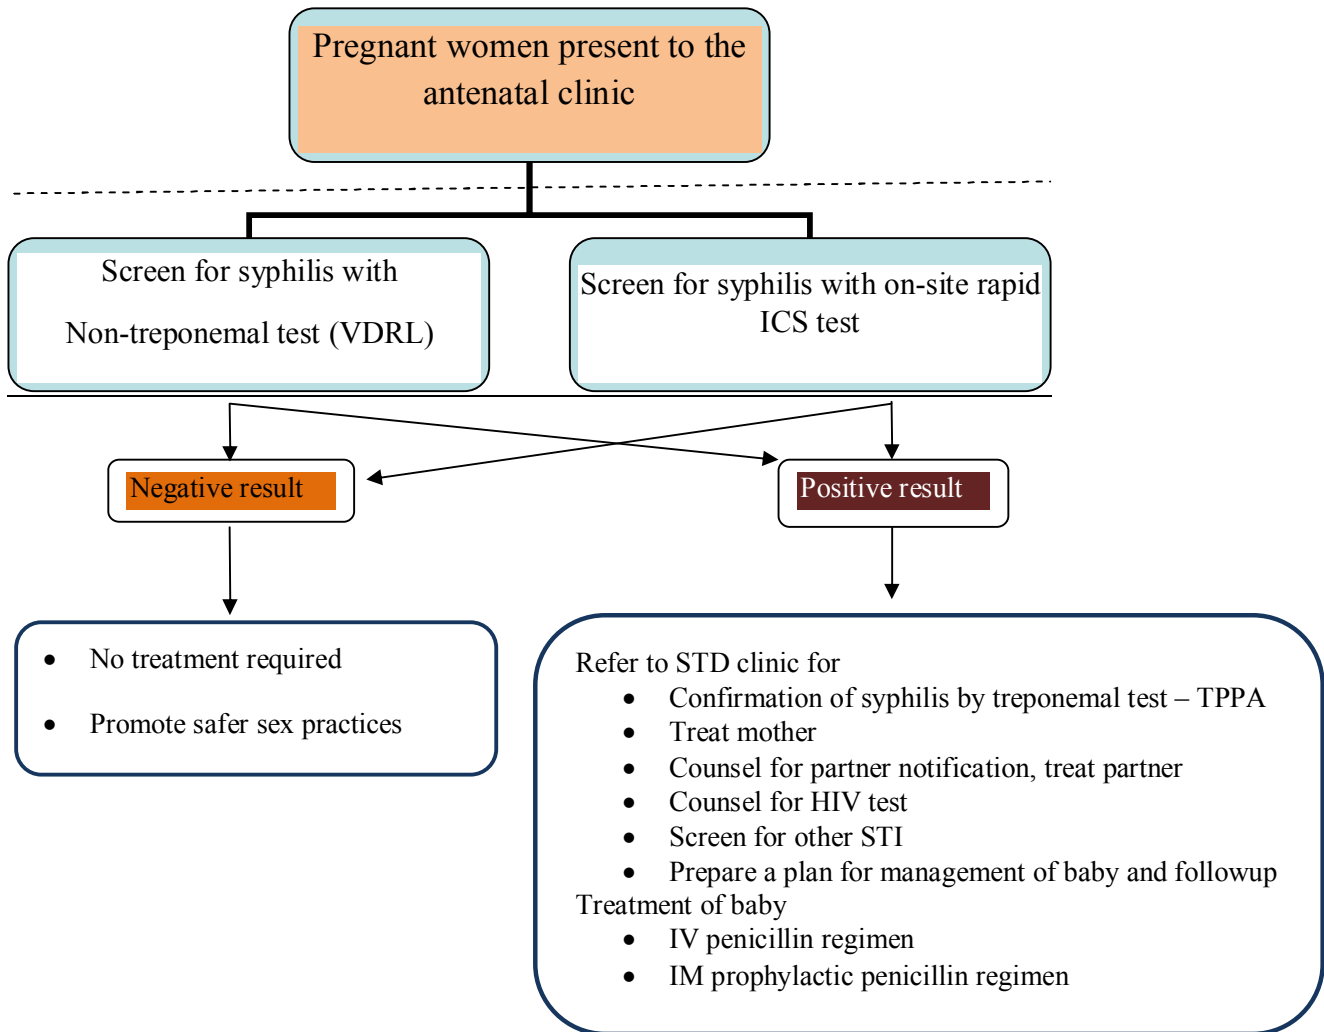 Pregnant women present to the
antenatal clinic
Screen for syphilis with
Non-treponemal test (VDRL)
Screen for syphilis with on-site rapid
ICS test
Negative result
Positive result
• No treatment required
• Promote safer sex practices
Refer to STD clinic for
• Confirmation of syphilis by treponemal test – TPPA
• Treat mother
• Counsel for partner notification, treat partner
• Counsel for HIV test
• Screen for other STI
• Prepare a plan for management of baby and followup
Treatment of baby
• IV penicillin regimen
• IM prophylactic penicillin regimen